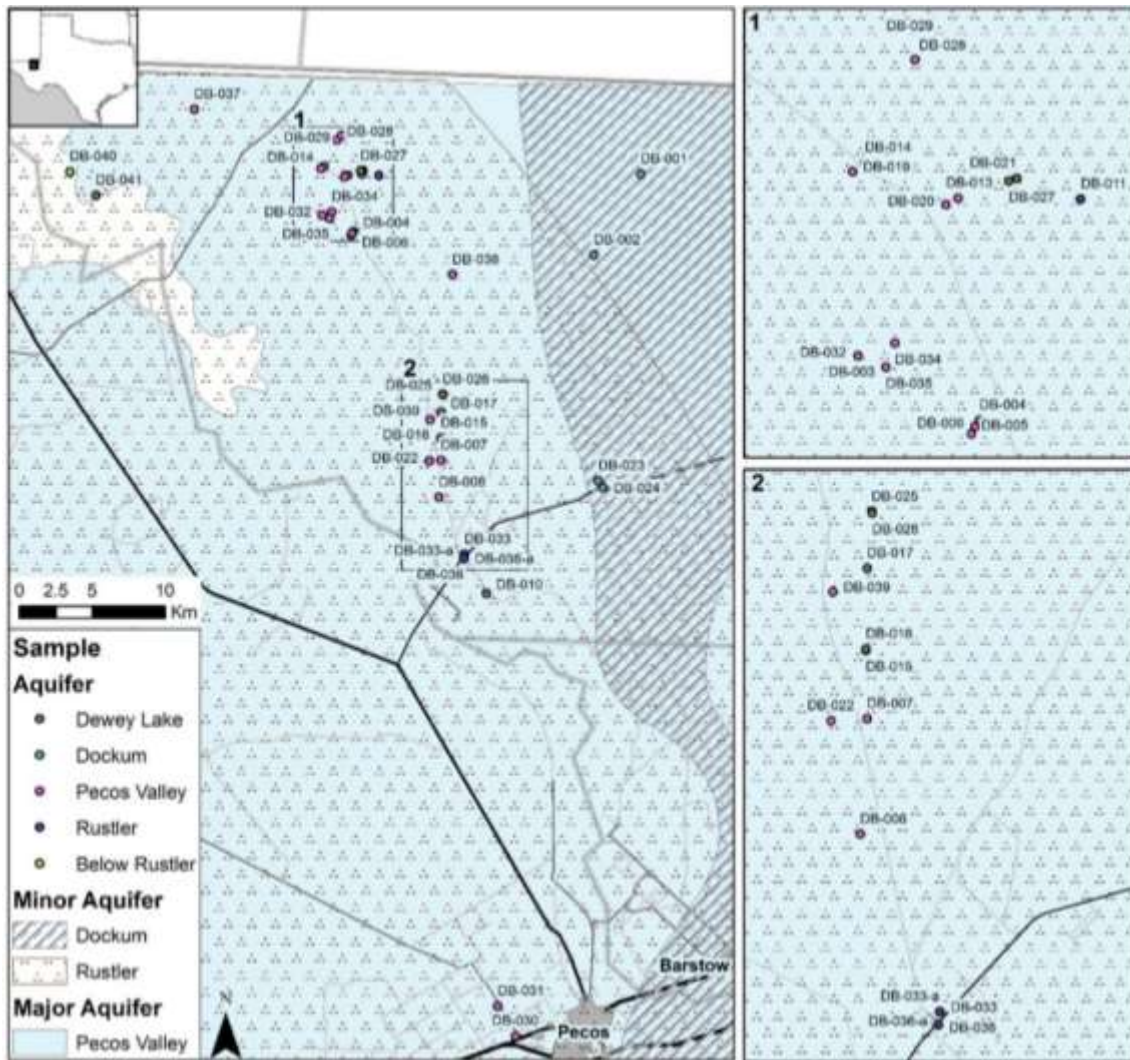 DB-037
1
DB-028
DB-029
DB-040
DB-014
DB-027
DB-001
DB-041
DB-034
DB-032
DB-004
DB-035
DB-006
DB-002
DB-038
2
DB-025
DB-026
DB-017
DB-039
DB-015
DB-016
DB-007
DB-022
DB-023
DB-008
DB-024
DB-033
DB-033-a
DB-036-a
DB-036
DB-010
0 2.5 5 10
Km
Sample
Aquifer
Dewey Lake
Dockum
Pecos Valley
Rustler
Below Rustler
Minor Aquifer
Dockum
Rustler
Major Aquifer
Pecos Valley
N
Barstow
DB-031
DB-030
Pecos
1
DB-029
DB-028
DB-014
DB-019
DB-021
DB-013
DB-011
DB-027
DB-020
DB-032
DB-034
DB-003
DB-035
DB-004
DB-006
DB-005
2
DB-025
DB-026
DB-017
DB-039
DB-016
DB-015
DB-022
DB-007
DB-008
DB-033-a
DB-033
DB-036-a
DB-036